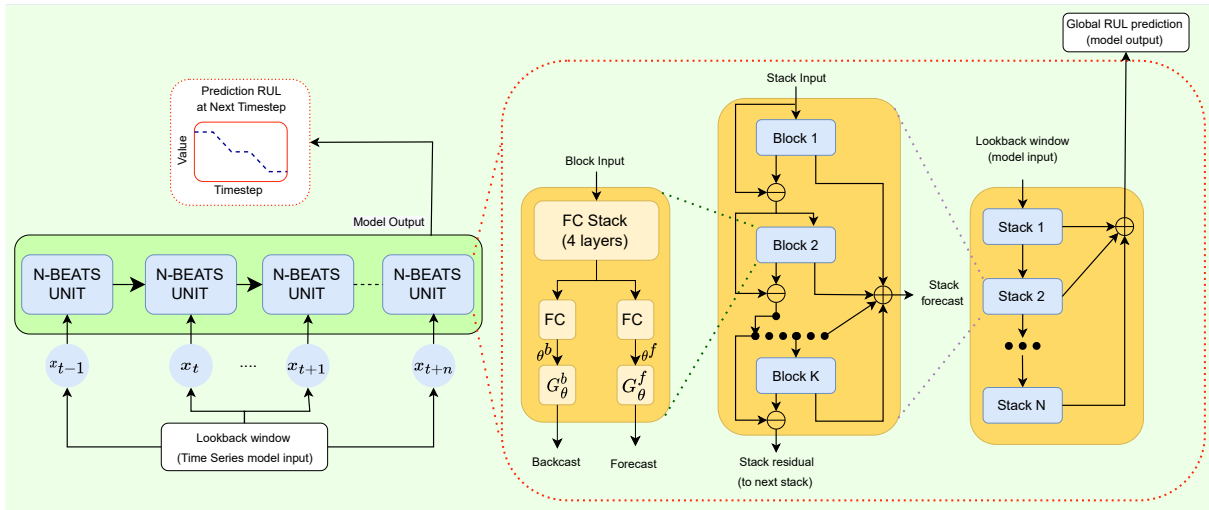 Global RUL prediction
(model output)
Prediction RUL
at Next Timestep
Value
Timestep
Model Output
N-BEATS
UNIT
N-BEATS
UNIT
N-BEATS
UNIT
N-BEATS
UNIT
x_{t-1}
x_t
....
x_{t+1}
x_{t+n}
Lookback window
(Time Series model input)
Block Input
FC Stack
(4 layers)
FC
FC
θ^b
θ^f
G_θ^b
G_θ^f
Backcast
Forecast
Stack Input
Block 1
Block 2
Block K
Stack
forecast
Stack residual
(to next stack)
Lookback window
(model input)
Stack 1
Stack 2
Stack N